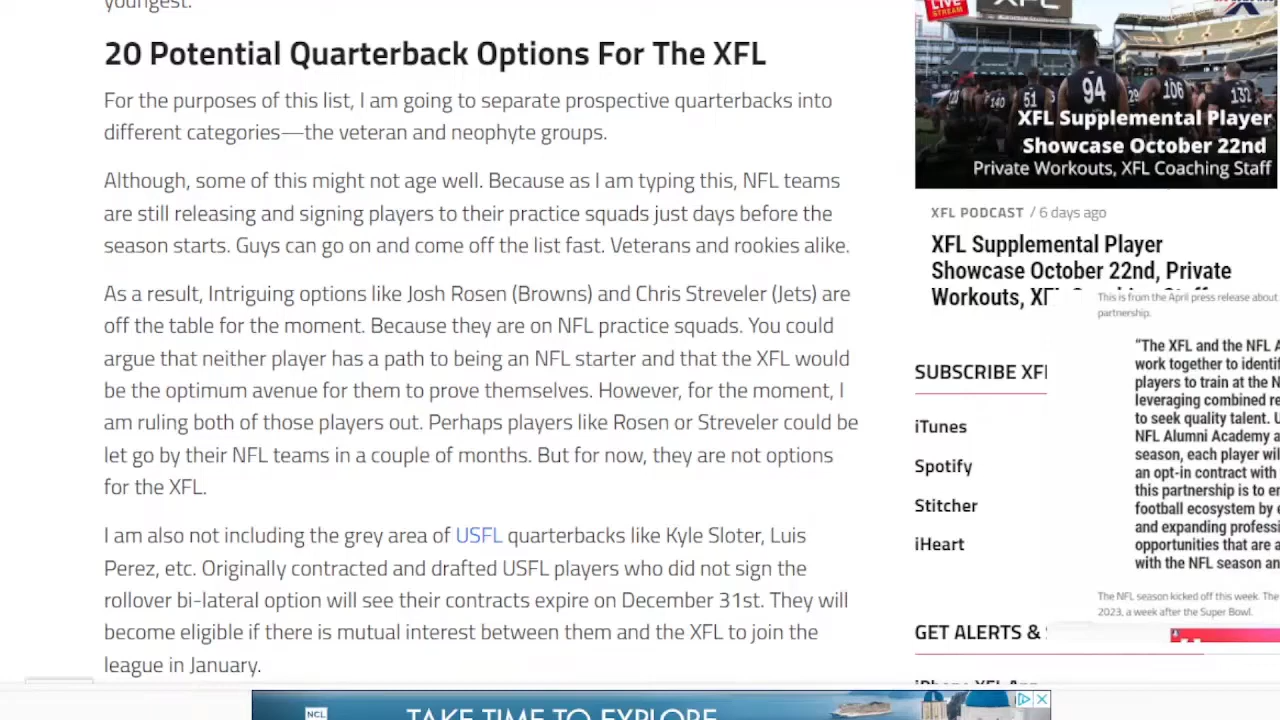 youngest.
20 Potential Quarterback Options For The XFL
For the purposes of this list, I am going to separate prospective quarterbacks into
different categories—the veteran and neophyte groups.
Although, some of this might not age well. Because as I am typing this, NFL teams
are still releasing and signing players to their practice squads just days before the
season starts. Guys can go on and come off the list fast. Veterans and rookies alike.
As a result, Intriguing options like Josh Rosen (Browns) and Chris Streveler (Jets) are
off the table for the moment. Because they are on NFL practice squads. You could
argue that neither player has a path to being an NFL starter and that the XFL would
be the optimum avenue for them to prove themselves. However, for the moment, I
am ruling both of those players out. Perhaps players like Rosen or Streveler could be
let go by their NFL teams in a couple of months. But for now, they are not options
for the XFL.
I am also not including the grey area of USFL quarterbacks like Kyle Sloter, Luis
Perez, etc. Originally contracted and drafted USFL players who did not sign the
rollover bi-lateral option will see their contracts expire on December 31st. They will
become eligible if there is mutual interest between them and the XFL to join the
league in January.
LIVE
STREAM
XFL
140
51
94
29
106
132
XFL Supplemental Player
Showcase October 22nd
Private Workouts, XFL Coaching Staff
XFL PODCAST / 6 days ago
XFL Supplemental Player
Showcase October 22nd, Private
Workouts,
This is from the April press release about
partnership.
"The XFL and the NFL A
work together to identi
players to train at the N
leveraging combined re
to seek quality talent. U
NFL Alumni Academy a
season, each player wil
an opt-in contract with
this partnership is to en
football ecosystem by e
and expanding professi
opportunities that are a
with the NFL season an
The NFL season kicked off this week. The
2023, a week after the Super Bowl.
SUBSCRIBE XFL
iTunes
Spotify
Stitcher
iHeart
GET ALERTS &
iPhone XFL App
NCL
TAKE TIME TO EXPLORE